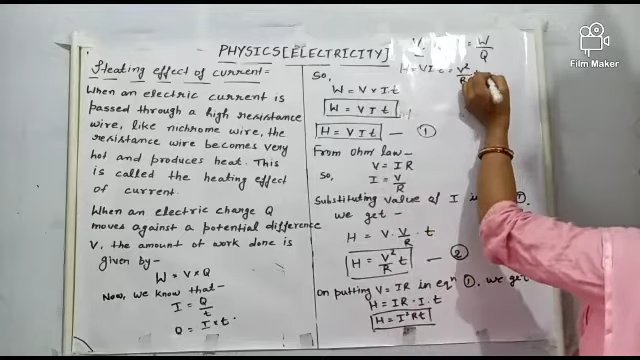 PHYSICS [ELECTRICITY]
Heating effect of current =
When an electric current is
passed through a high resistance
wire, like nichrome wire, the
resistance wire becomes very
hot and produces heat. This
is called the heating effect
of current.
When an electric charge Q
moves against a potential difference
V, the amount of work done is
given by-
W = V × Q
Now, we know that-
I = Q/t
Q = I × t.
V = W/Q
H = VIt = V²/R
So,
W = V × It
W = V I t
H = V I t — ①
From ohm' law-
V = IR
So, I = V/R
Substituting value of I in ①.
we get -
H = V. V/R . t
H = V²/R t — ②
On putting V = IR in eqⁿ ①. we get
H = IR · I. t
H = I²Rt
Film Maker